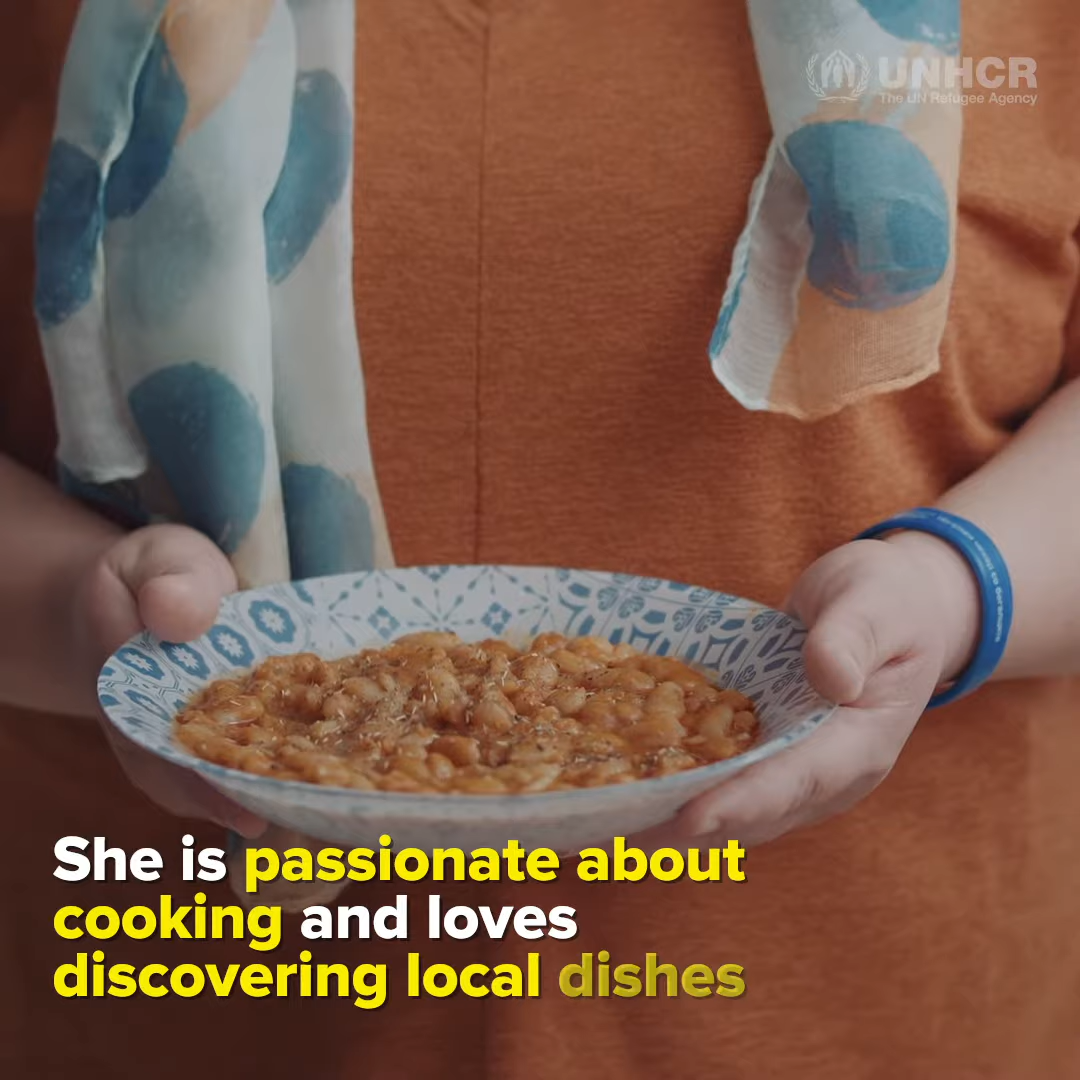 UNHCR
The UN Refugee Agency
She is passionate about
cooking and loves
discovering local dishes